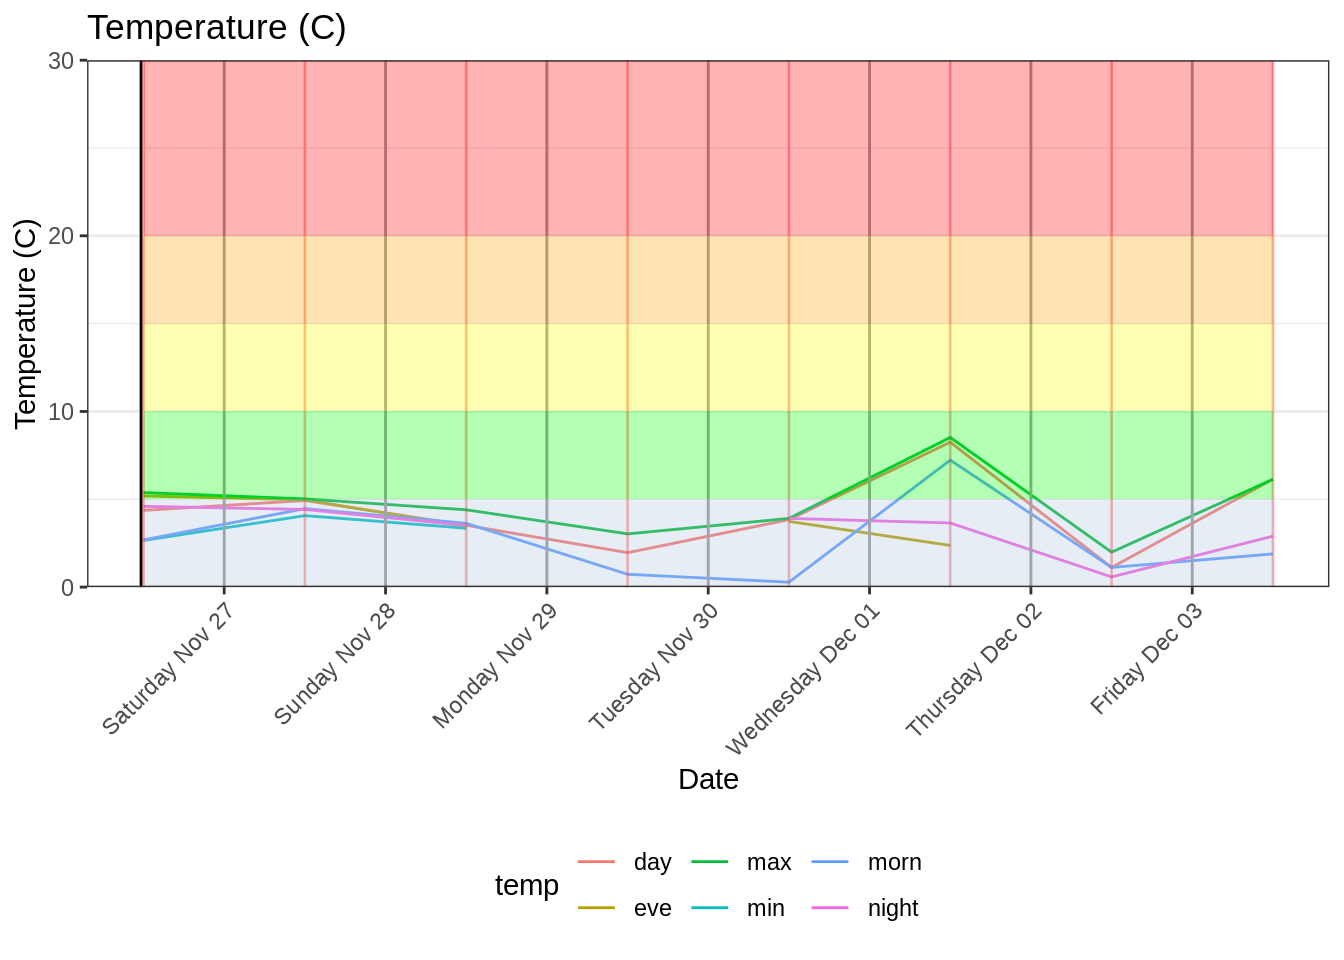 Temperature (C)
Temperature (C)
30
20
10
0
Saturday Nov 27
Sunday Nov 28
Monday Nov 29
Tuesday Nov 30
Wednesday Dec 01
Thursday Dec 02
Friday Dec 03
Date
temp
day
max
morn
eve
min
night